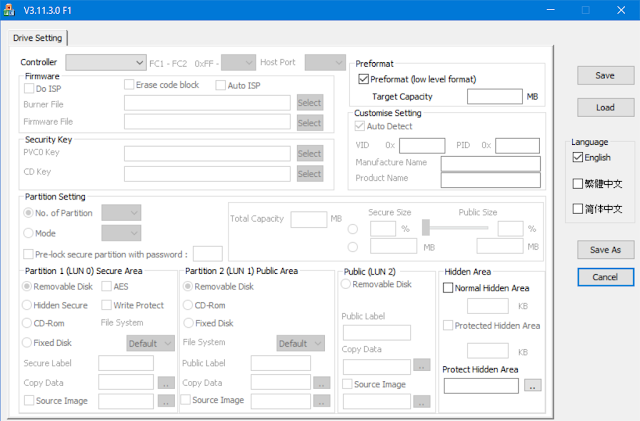 V3.11.3.0 F1
Drive Setting
Controller FC1 - FC2 0xFF - Host Port
Firmware
Do ISP Erase code block Auto ISP
Burner File Select
Firmware File Select
Security Key
PVC0 Key Select
CD Key Select
Preformat
Preformat (low level format)
Target Capacity MB
Customise Setting
Auto Detect
VID 0x PID 0x
Manufacture Name
Product Name
Save
Load
Language
English
繁體中文
简体中文
Save As
Cancel
Partition Setting
No. of Partition
Mode
Pre-lock secure partition with password :
Total Capacity MB
Secure Size Public Size
% %
MB MB
Partition 1 (LUN 0) Secure Area
Removable Disk AES
Hidden Secure Write Protect
CD-Rom File System
Fixed Disk Default
Secure Label
Copy Data ..
Source Image ..
Partition 2 (LUN 1) Public Area
Removable Disk
CD-Rom
Fixed Disk
File System Default
Public Label
Copy Data ..
Source Image ..
Public (LUN 2)
Removable Disk
Public Label
Copy Data
..
Source Image
..
Hidden Area
Normal Hidden Area
KB
Protected Hidden Area
KB
Protect Hidden Area
..